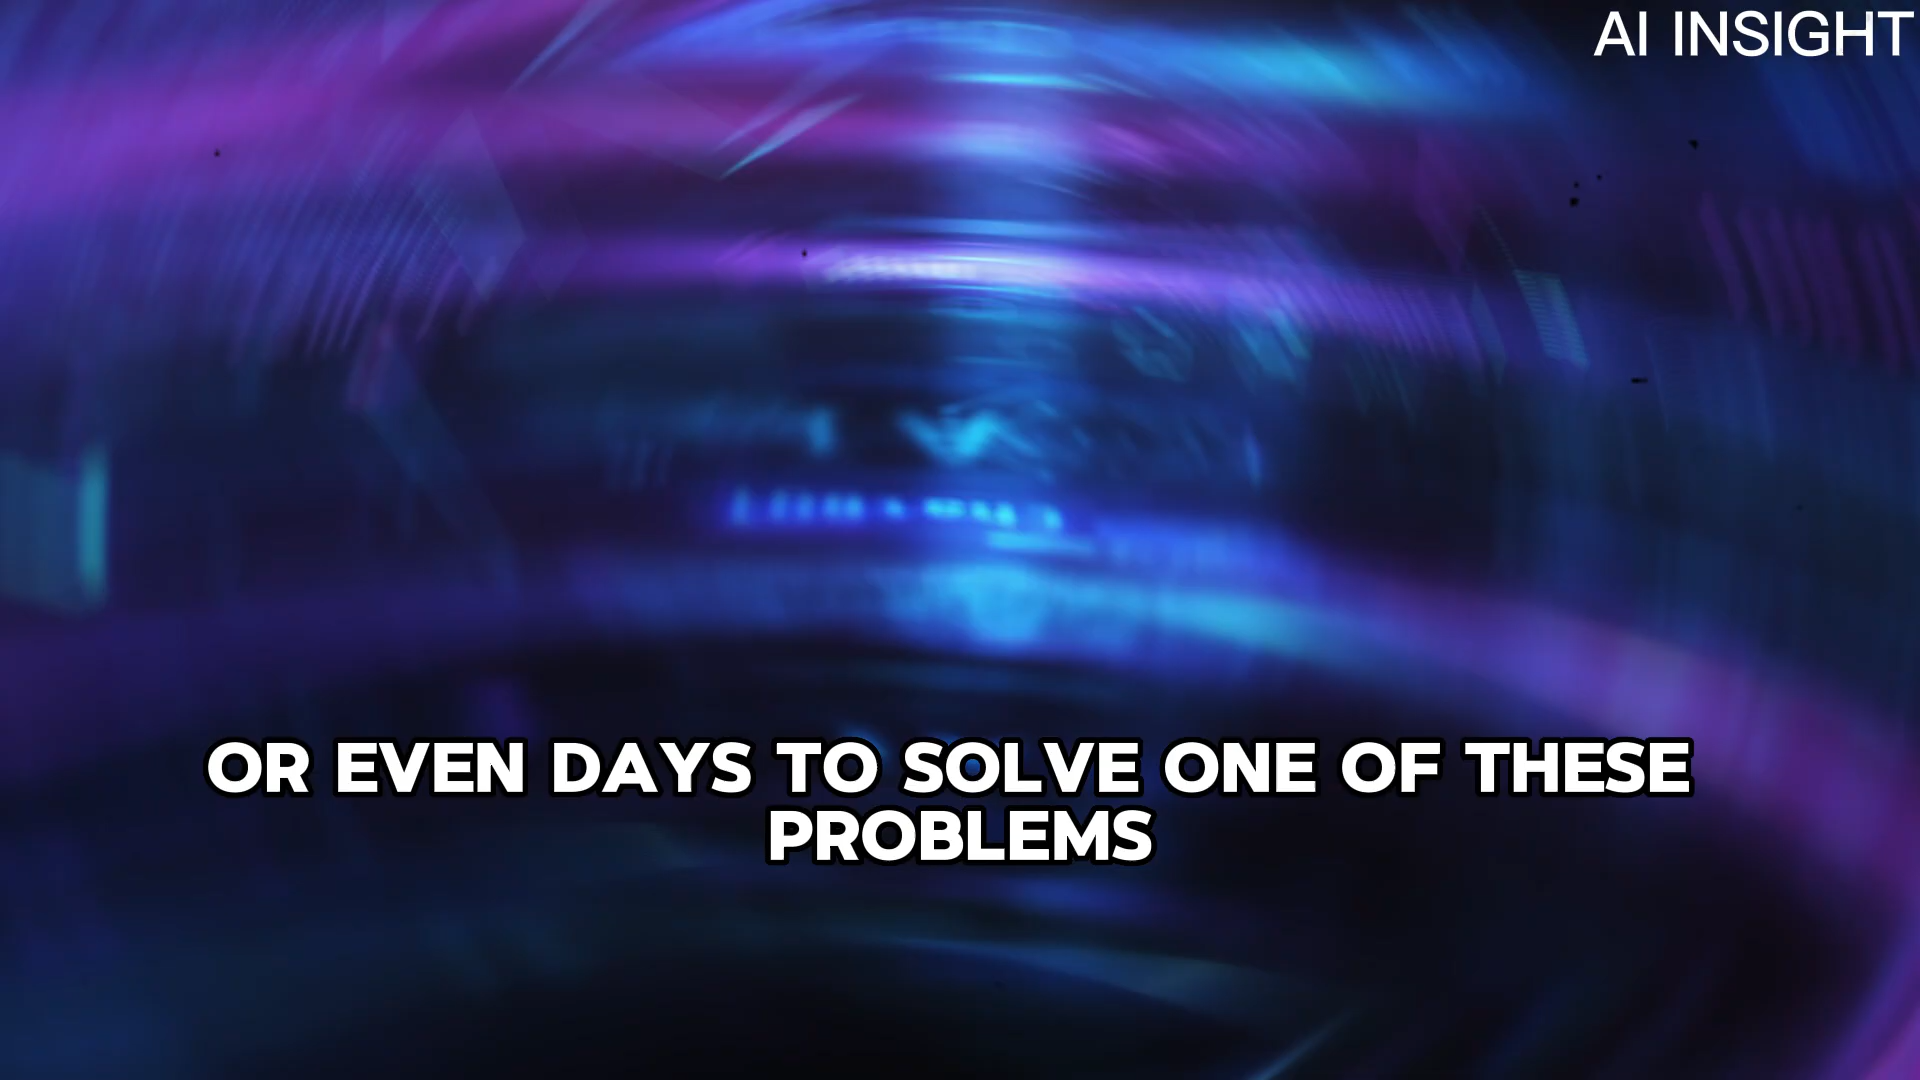 AI INSIGHT
OR EVEN DAYS TO SOLVE ONE OF THESE
PROBLEMS